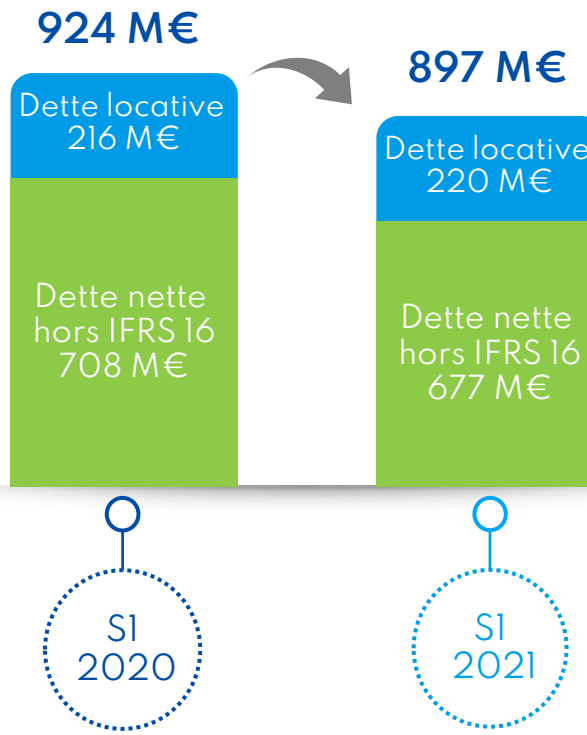 924 M€
Dette locative
216 M€
Dette nette
hors IFRS 16
708 M€
S1
2020
897 M€
Dette locative
220 M€
Dette nette
hors IFRS 16
677 M€
S1
2021